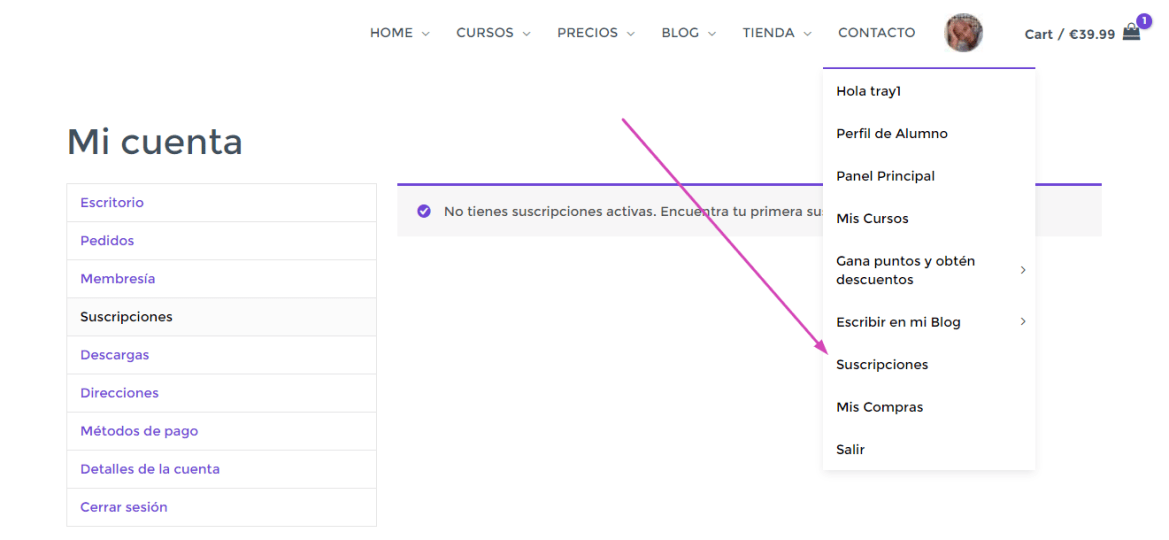 HOME CURSOS PRECIOS BLOG TIENDA CONTACTO Cart / €39.99 1
Hola tray1
Perfil de Alumno
Panel Principal
Mis Cursos
Gana puntos y obtén
descuentos
Escribir en mi Blog
Suscripciones
Mis Compras
Salir
Mi cuenta
Escritorio
Pedidos
Membresía
Suscripciones
Descargas
Direcciones
Métodos de pago
Detalles de la cuenta
Cerrar sesión
No tienes suscripciones activas. Encuentra tu primera